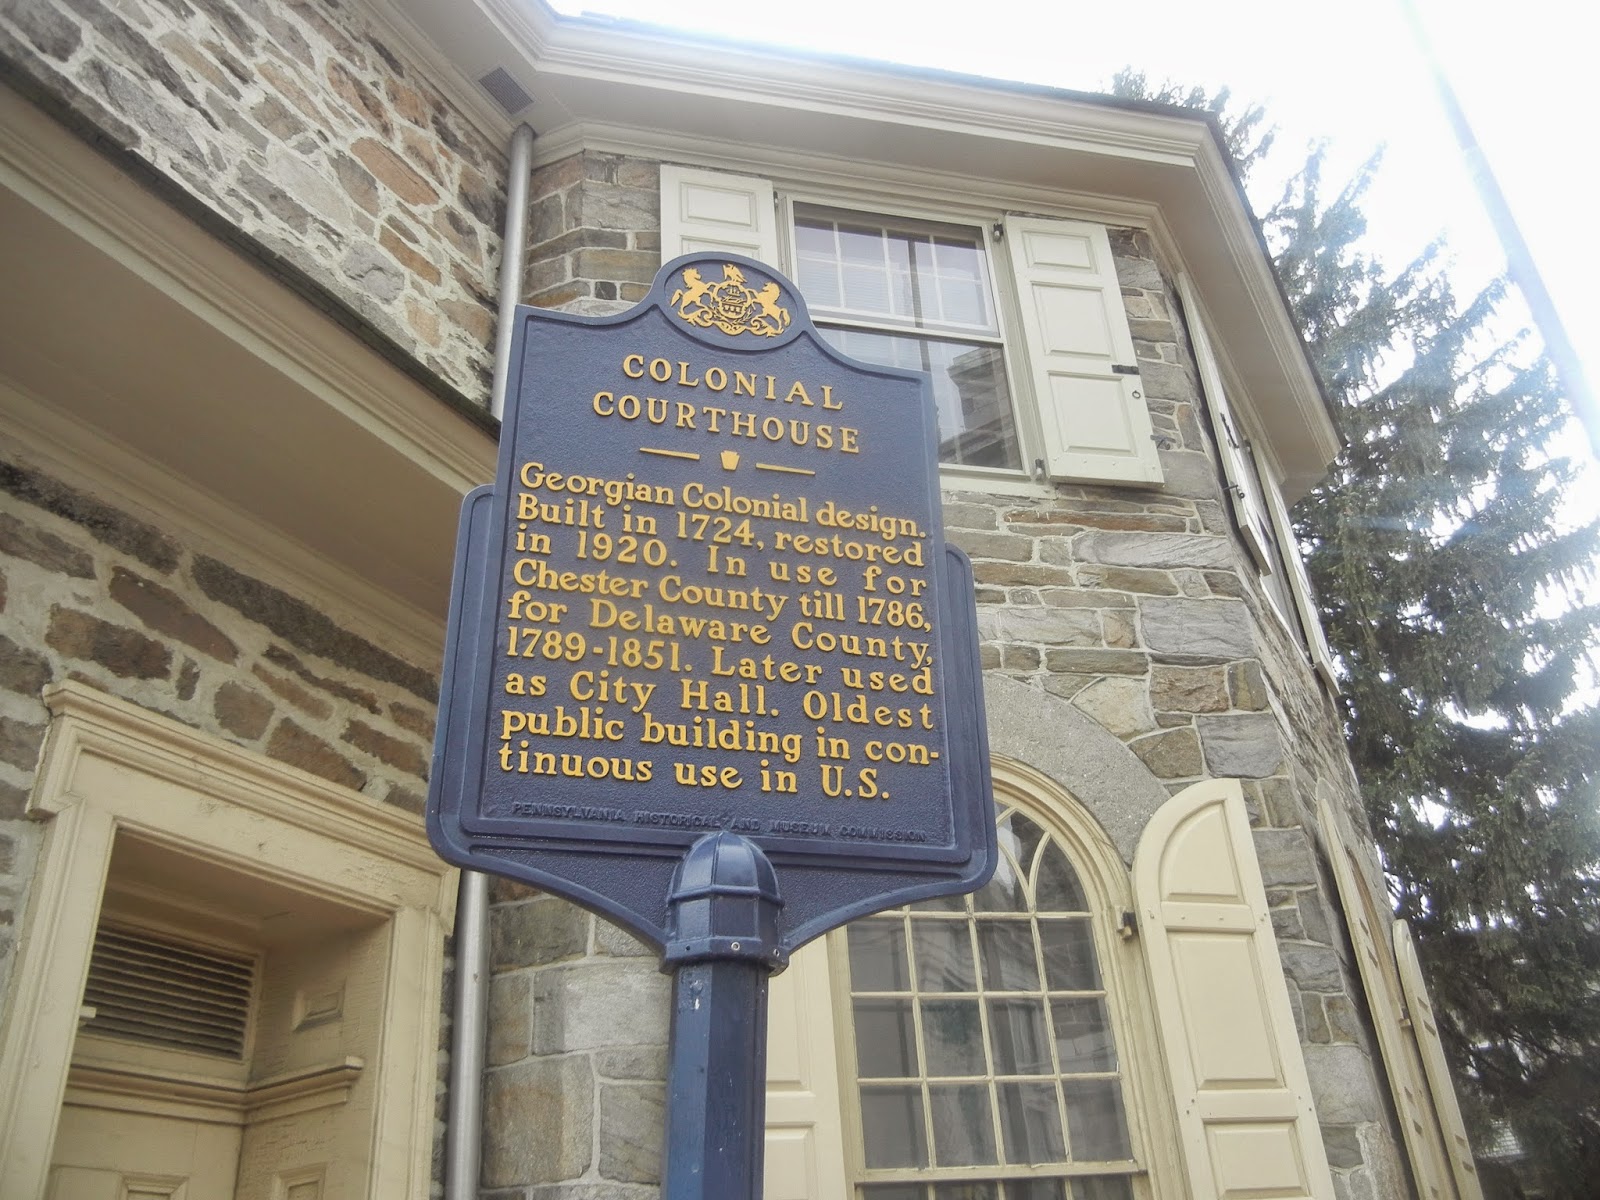 COLONIAL
COURTHOUSE
Georgian Colonial design.
Built in 1724, restored
in 1920. In use for
Chester County till 1786,
for Delaware County,
1789-1851. Later used
as City Hall. Oldest
public building in con-
tinuous use in U.S.
PENNSYLVANIA HISTORICAL AND MUSEUM COMMISSION